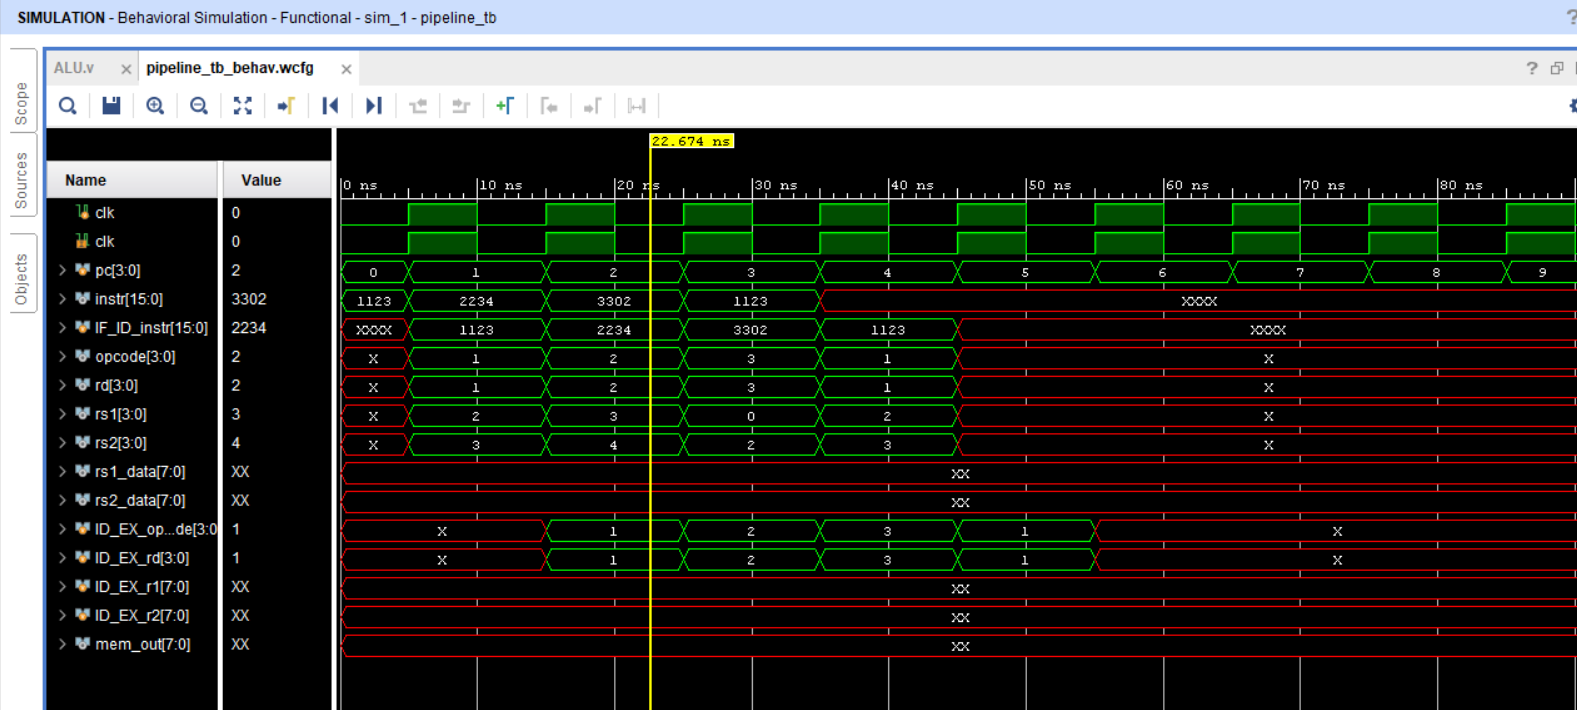 SIMULATION - Behavioral Simulation - Functional - sim_1 - pipeline_tb ?
Scope
Sources
Objects
ALU.v × pipeline_tb_behav.wcfg × ?
22.674 ns
Name Value 0 ns 10 ns 20 ns 30 ns 40 ns 50 ns 60 ns 70 ns 80 ns
clk 0
clk 0
pc[3:0] 2 0 1 2 3 4 5 6 7 8 9
instr[15:0] 3302 1123 2234 3302 1123 XXXX
IF_ID_instr[15:0] 2234 XXXX 1123 2234 3302 1123 XXXX
opcode[3:0] 2 X 1 2 3 1 X
rd[3:0] 2 X 1 2 3 1 X
rs1[3:0] 3 X 2 3 0 2 X
rs2[3:0] 4 X 3 4 2 3 X
rs1_data[7:0] XX XX
rs2_data[7:0] XX XX
ID_EX_op...de[3:0 1 X 1 2 3 1 X
ID_EX_rd[3:0] 1 X 1 2 3 1 X
ID_EX_r1[7:0] XX XX
ID_EX_r2[7:0] XX XX
mem_out[7:0] XX XX